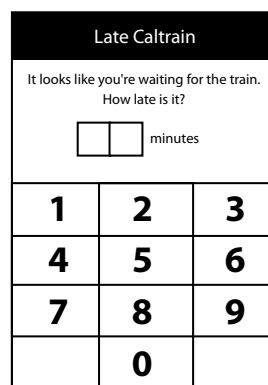 Late Caltrain
It looks like you're waiting for the train.
How late is it?
minutes
1 2 3
4 5 6
7 8 9
0